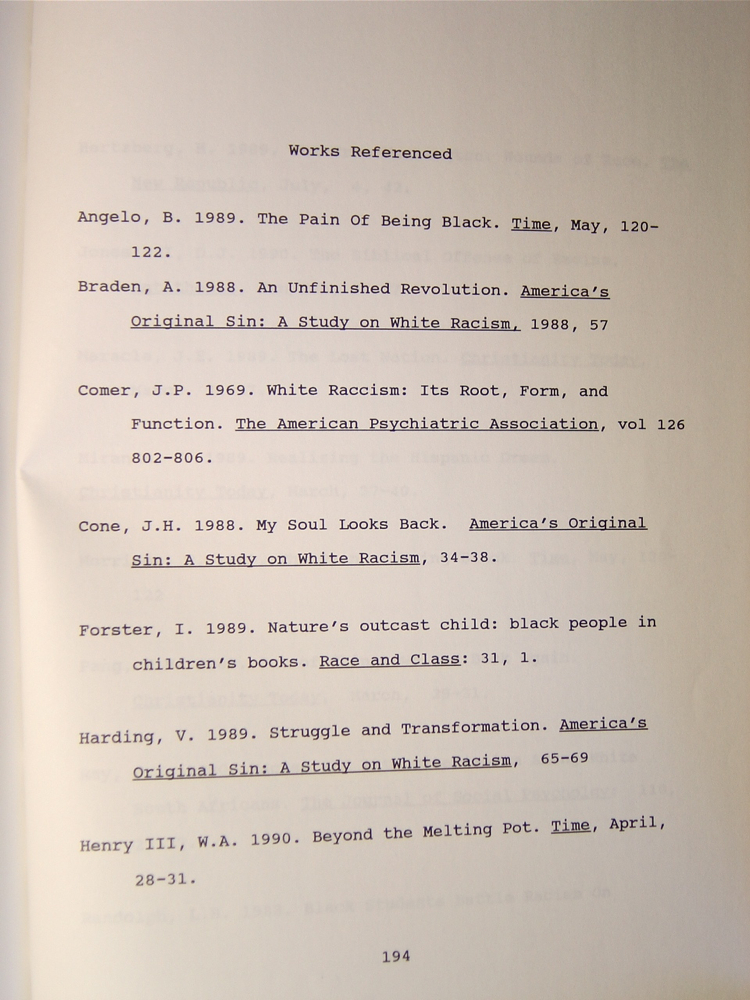 Works Referenced
Angelo, B. 1989. The Pain Of Being Black. Time, May, 120-
122.
Braden, A. 1988. An Unfinished Revolution. America's
Original Sin: A Study on White Racism, 1988, 57
Comer, J.P. 1969. White Raccism: Its Root, Form, and
Function. The American Psychiatric Association, vol 126
802-806.
Cone, J.H. 1988. My Soul Looks Back. America's Original
Sin: A Study on White Racism, 34-38.
Forster, I. 1989. Nature's outcast child: black people in
children's books. Race and Class: 31, 1.
Harding, V. 1989. Struggle and Transformation. America's
Original Sin: A Study on White Racism, 65-69
Henry III, W.A. 1990. Beyond the Melting Pot. Time, April,
28-31.
194